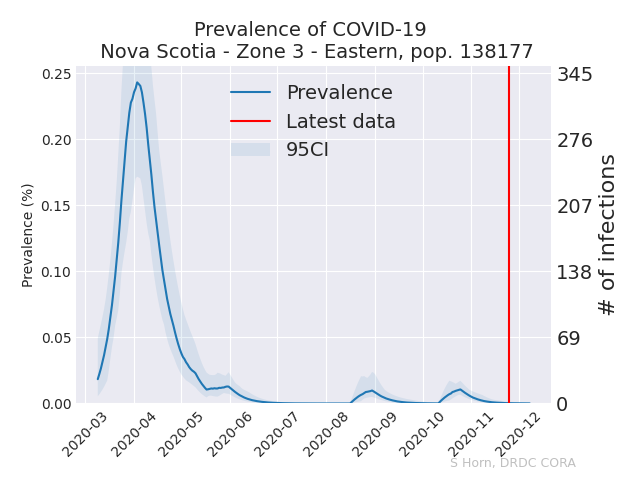 Prevalence of COVID-19
Nova Scotia - Zone 3 - Eastern, pop. 138177
Prevalence
Latest data
95CI
Prevalence (%)
0.25
0.20
0.15
0.10
0.05
0.00
345
276
207
138
69
0
# of infections
2020-03
2020-04
2020-05
2020-06
2020-07
2020-08
2020-09
2020-10
2020-11
2020-12
S Horn, DRDC CORA